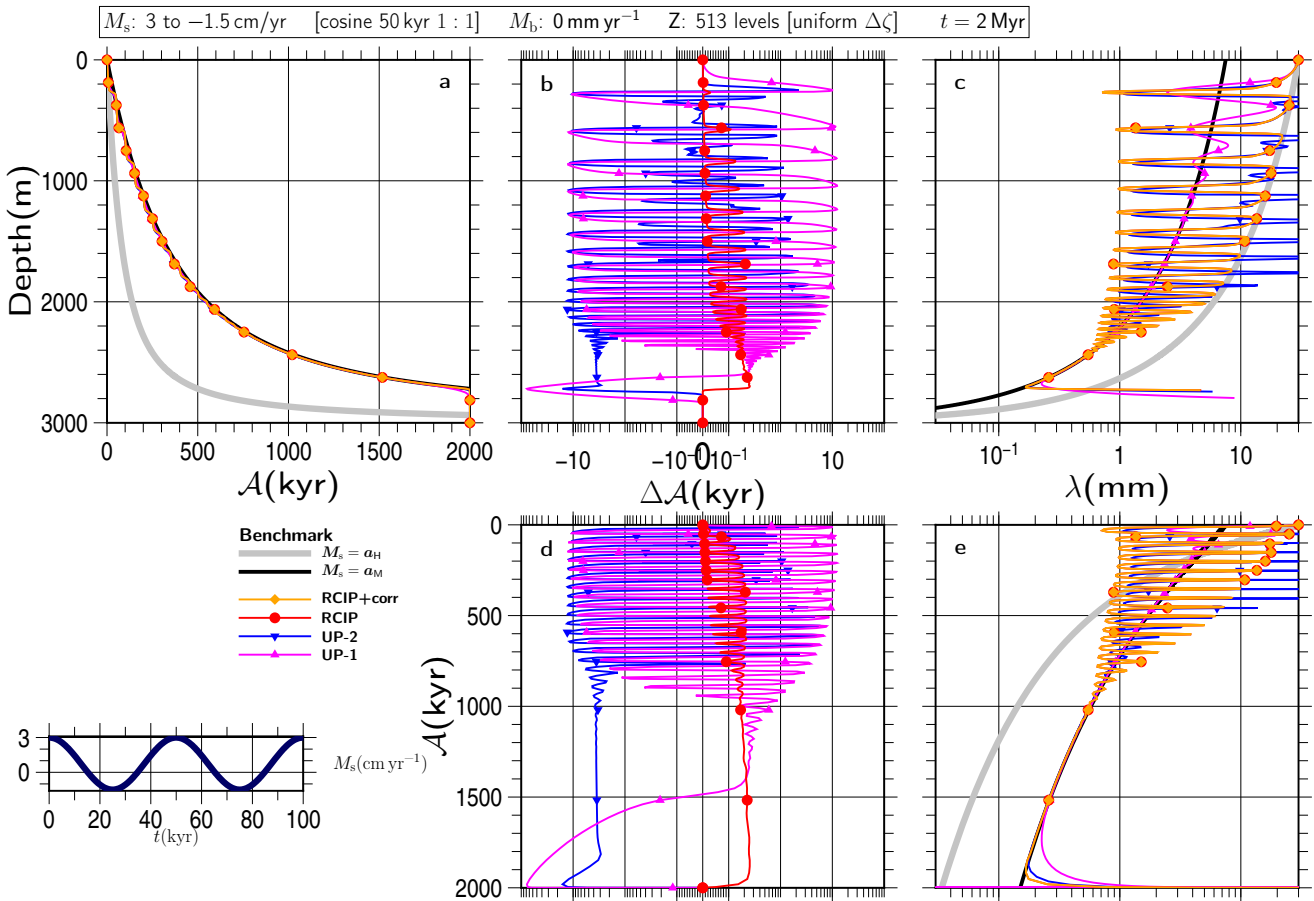 Mₛ: 3 to −1.5 cm/yr [cosine 50 kyr 1 : 1] M_b: 0 mm yr⁻¹ Z: 513 levels [uniform Δζ] t = 2 Myr
0
1000
2000
3000
Depth(m)
a
b
c
0 500 1000 1500 2000
𝒜(kyr)
−10 −10⁻¹ 0 10⁻¹ 10
Δ𝒜(kyr)
10⁻¹ 1 10
λ(mm)
Benchmark
Mₛ = a_H
Mₛ = a_M
RCIP+corr
RCIP
UP-2
UP-1
0
500
1000
1500
2000
𝒜(kyr)
d
e
3
0
Mₛ(cm yr⁻¹)
0 20 40 60 80 100
t(kyr)